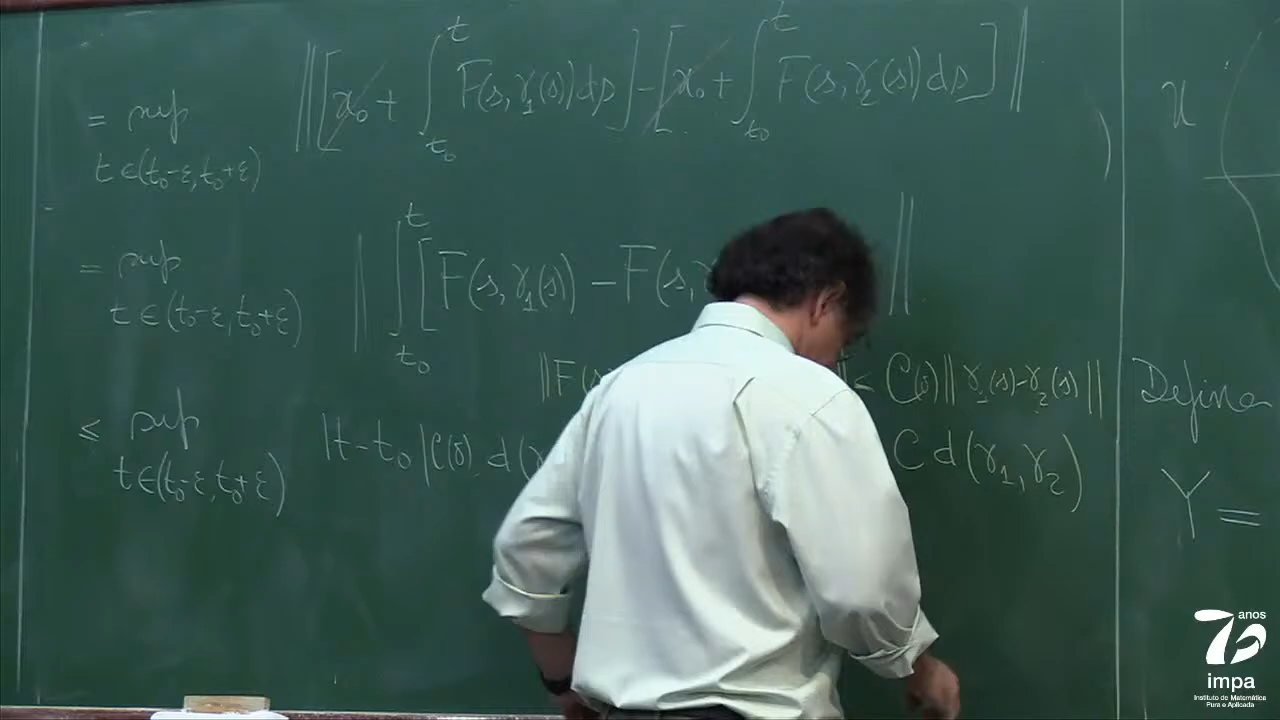 = sup ‖[x₀ + ∫_{t₀}^{t} F(s, γ₁(s)) ds] − [x₀ + ∫_{t₀}^{t} F(s, γ₂(s)) ds]‖
t ∈ (t₀-ε, t₀+ε)
= sup ‖∫_{t₀}^{t} [F(s, γ₁(s)) − F(s,
t ∈ (t₀-ε, t₀+ε)
‖F( ≤ C(s)‖γ₁(s)-γ₂(s)‖
≤ sup |t-t₀| C(s) d( C d(γ₁, γ₂)
t ∈ (t₀-ε, t₀+ε)
x
Define
Y =
75 anos
impa
Instituto de Matemática
Pura e Aplicada